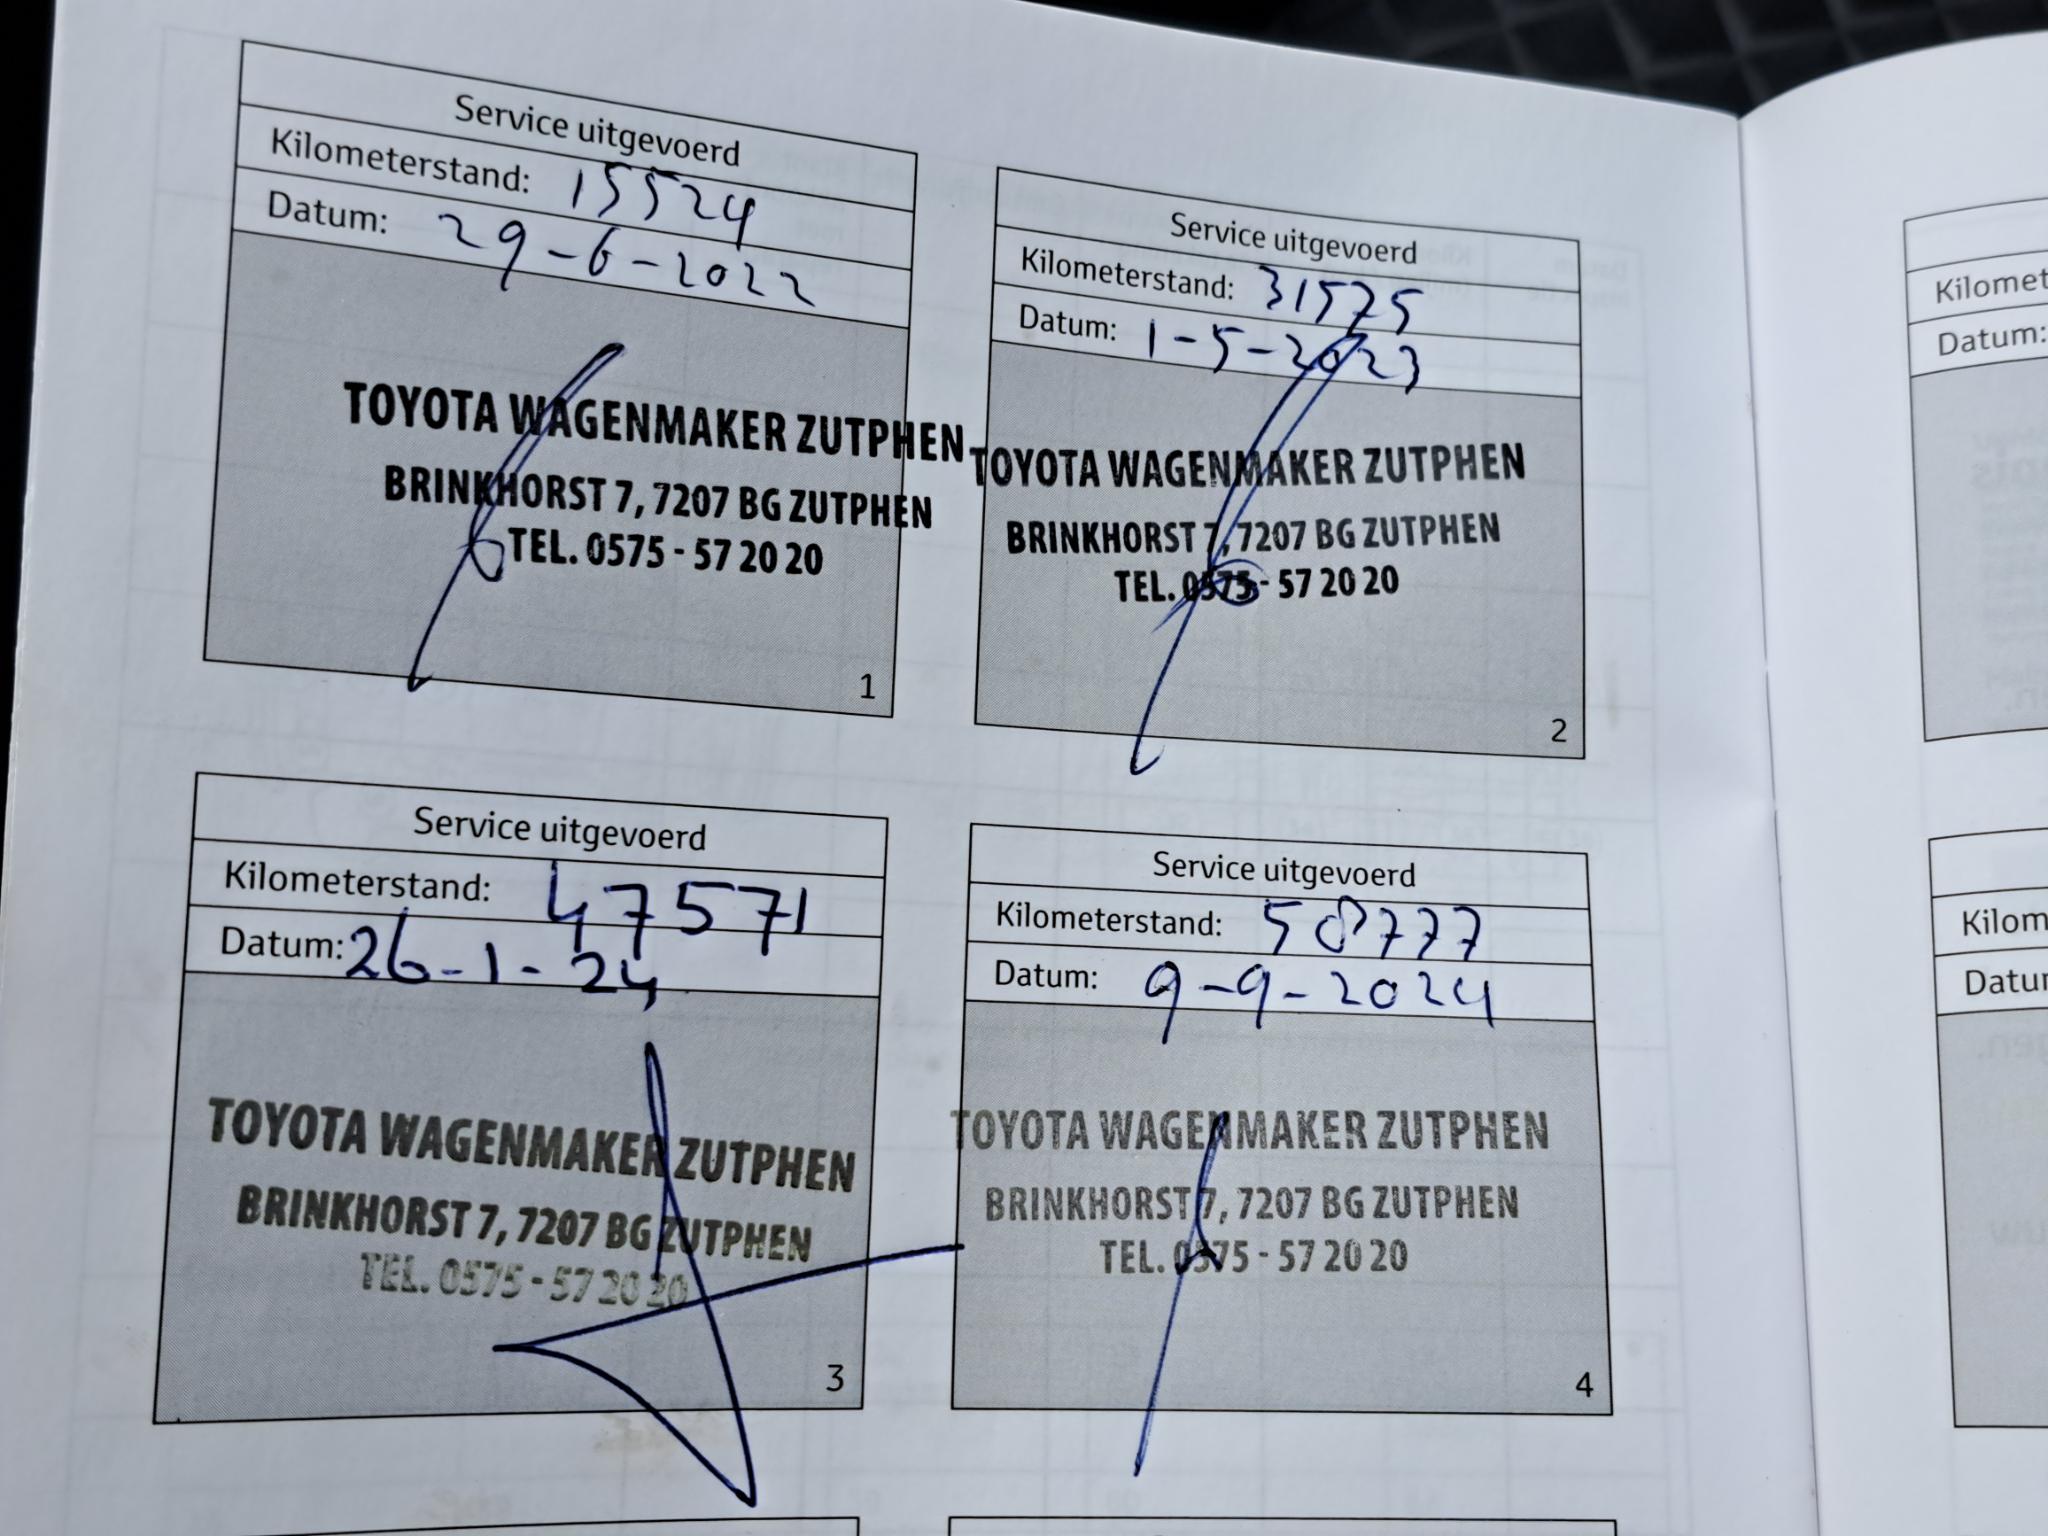 Service uitgevoerd
Kilometerstand: 15524
Datum: 29-6-2022
TOYOTA WAGENMAKER ZUTPHEN
BRINKHORST 7, 7207 BG ZUTPHEN
TEL. 0575 - 57 20 20
1
Service uitgevoerd
Kilometerstand: 31575
Datum: 1-5-2023
TOYOTA WAGENMAKER ZUTPHEN
BRINKHORST 7, 7207 BG ZUTPHEN
TEL. 0575 - 57 20 20
2
Service uitgevoerd
Kilometerstand: 47571
Datum: 26-1-24
TOYOTA WAGENMAKER ZUTPHEN
BRINKHORST 7, 7207 BG ZUTPHEN
TEL. 0575 - 57 20 20
3
Service uitgevoerd
Kilometerstand: 58777
Datum: 9-9-2024
TOYOTA WAGENMAKER ZUTPHEN
BRINKHORST 7, 7207 BG ZUTPHEN
TEL. 0575 - 57 20 20
4
Kilomet
Datum:
Kilom
Datu